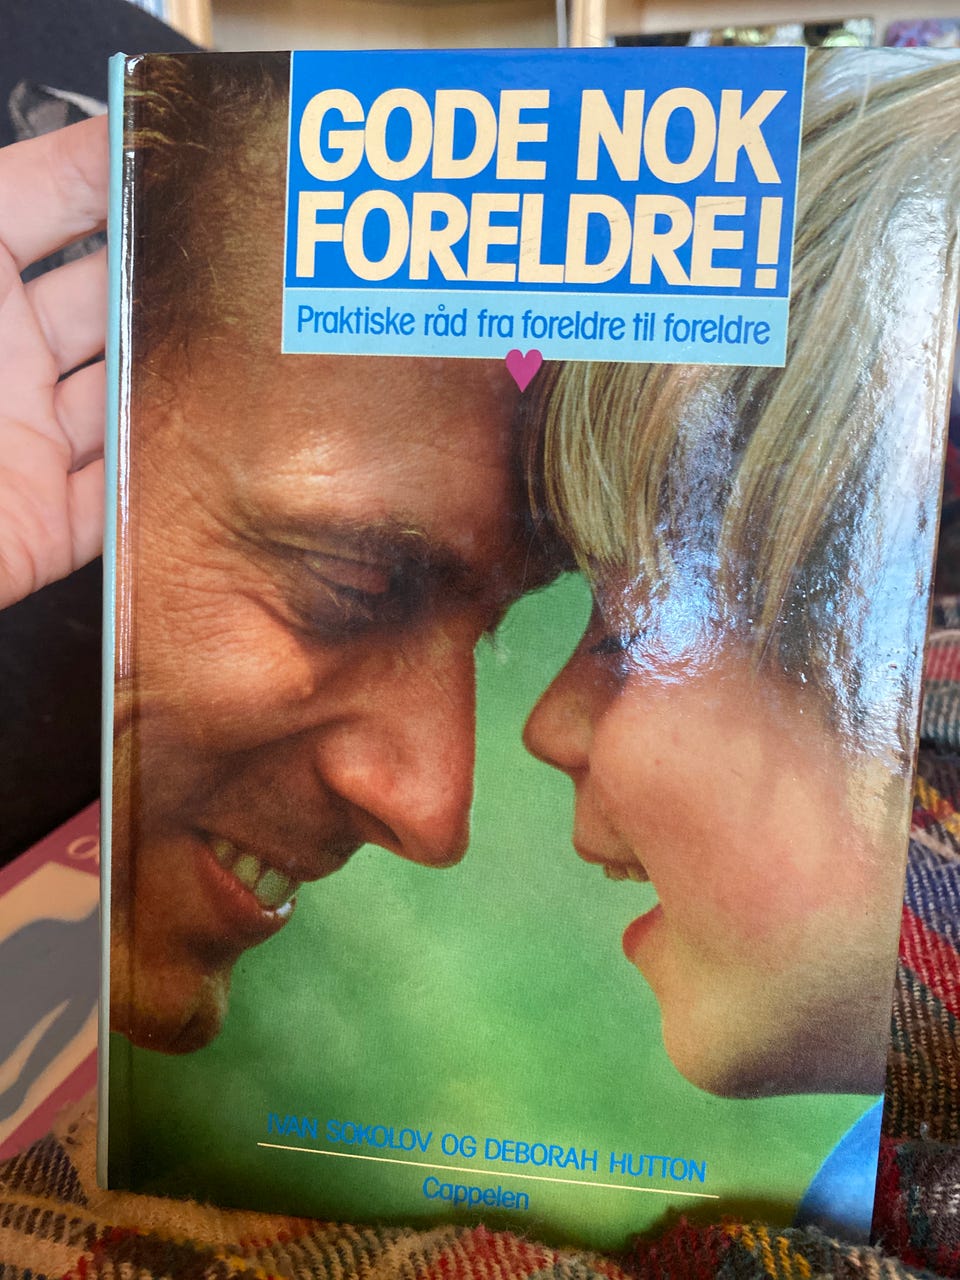 GODE NOK
FORELDRE!
Praktiske råd fra foreldre til foreldre
IVAN SOKOLOV OG DEBORAH HUTTON
Cappelen